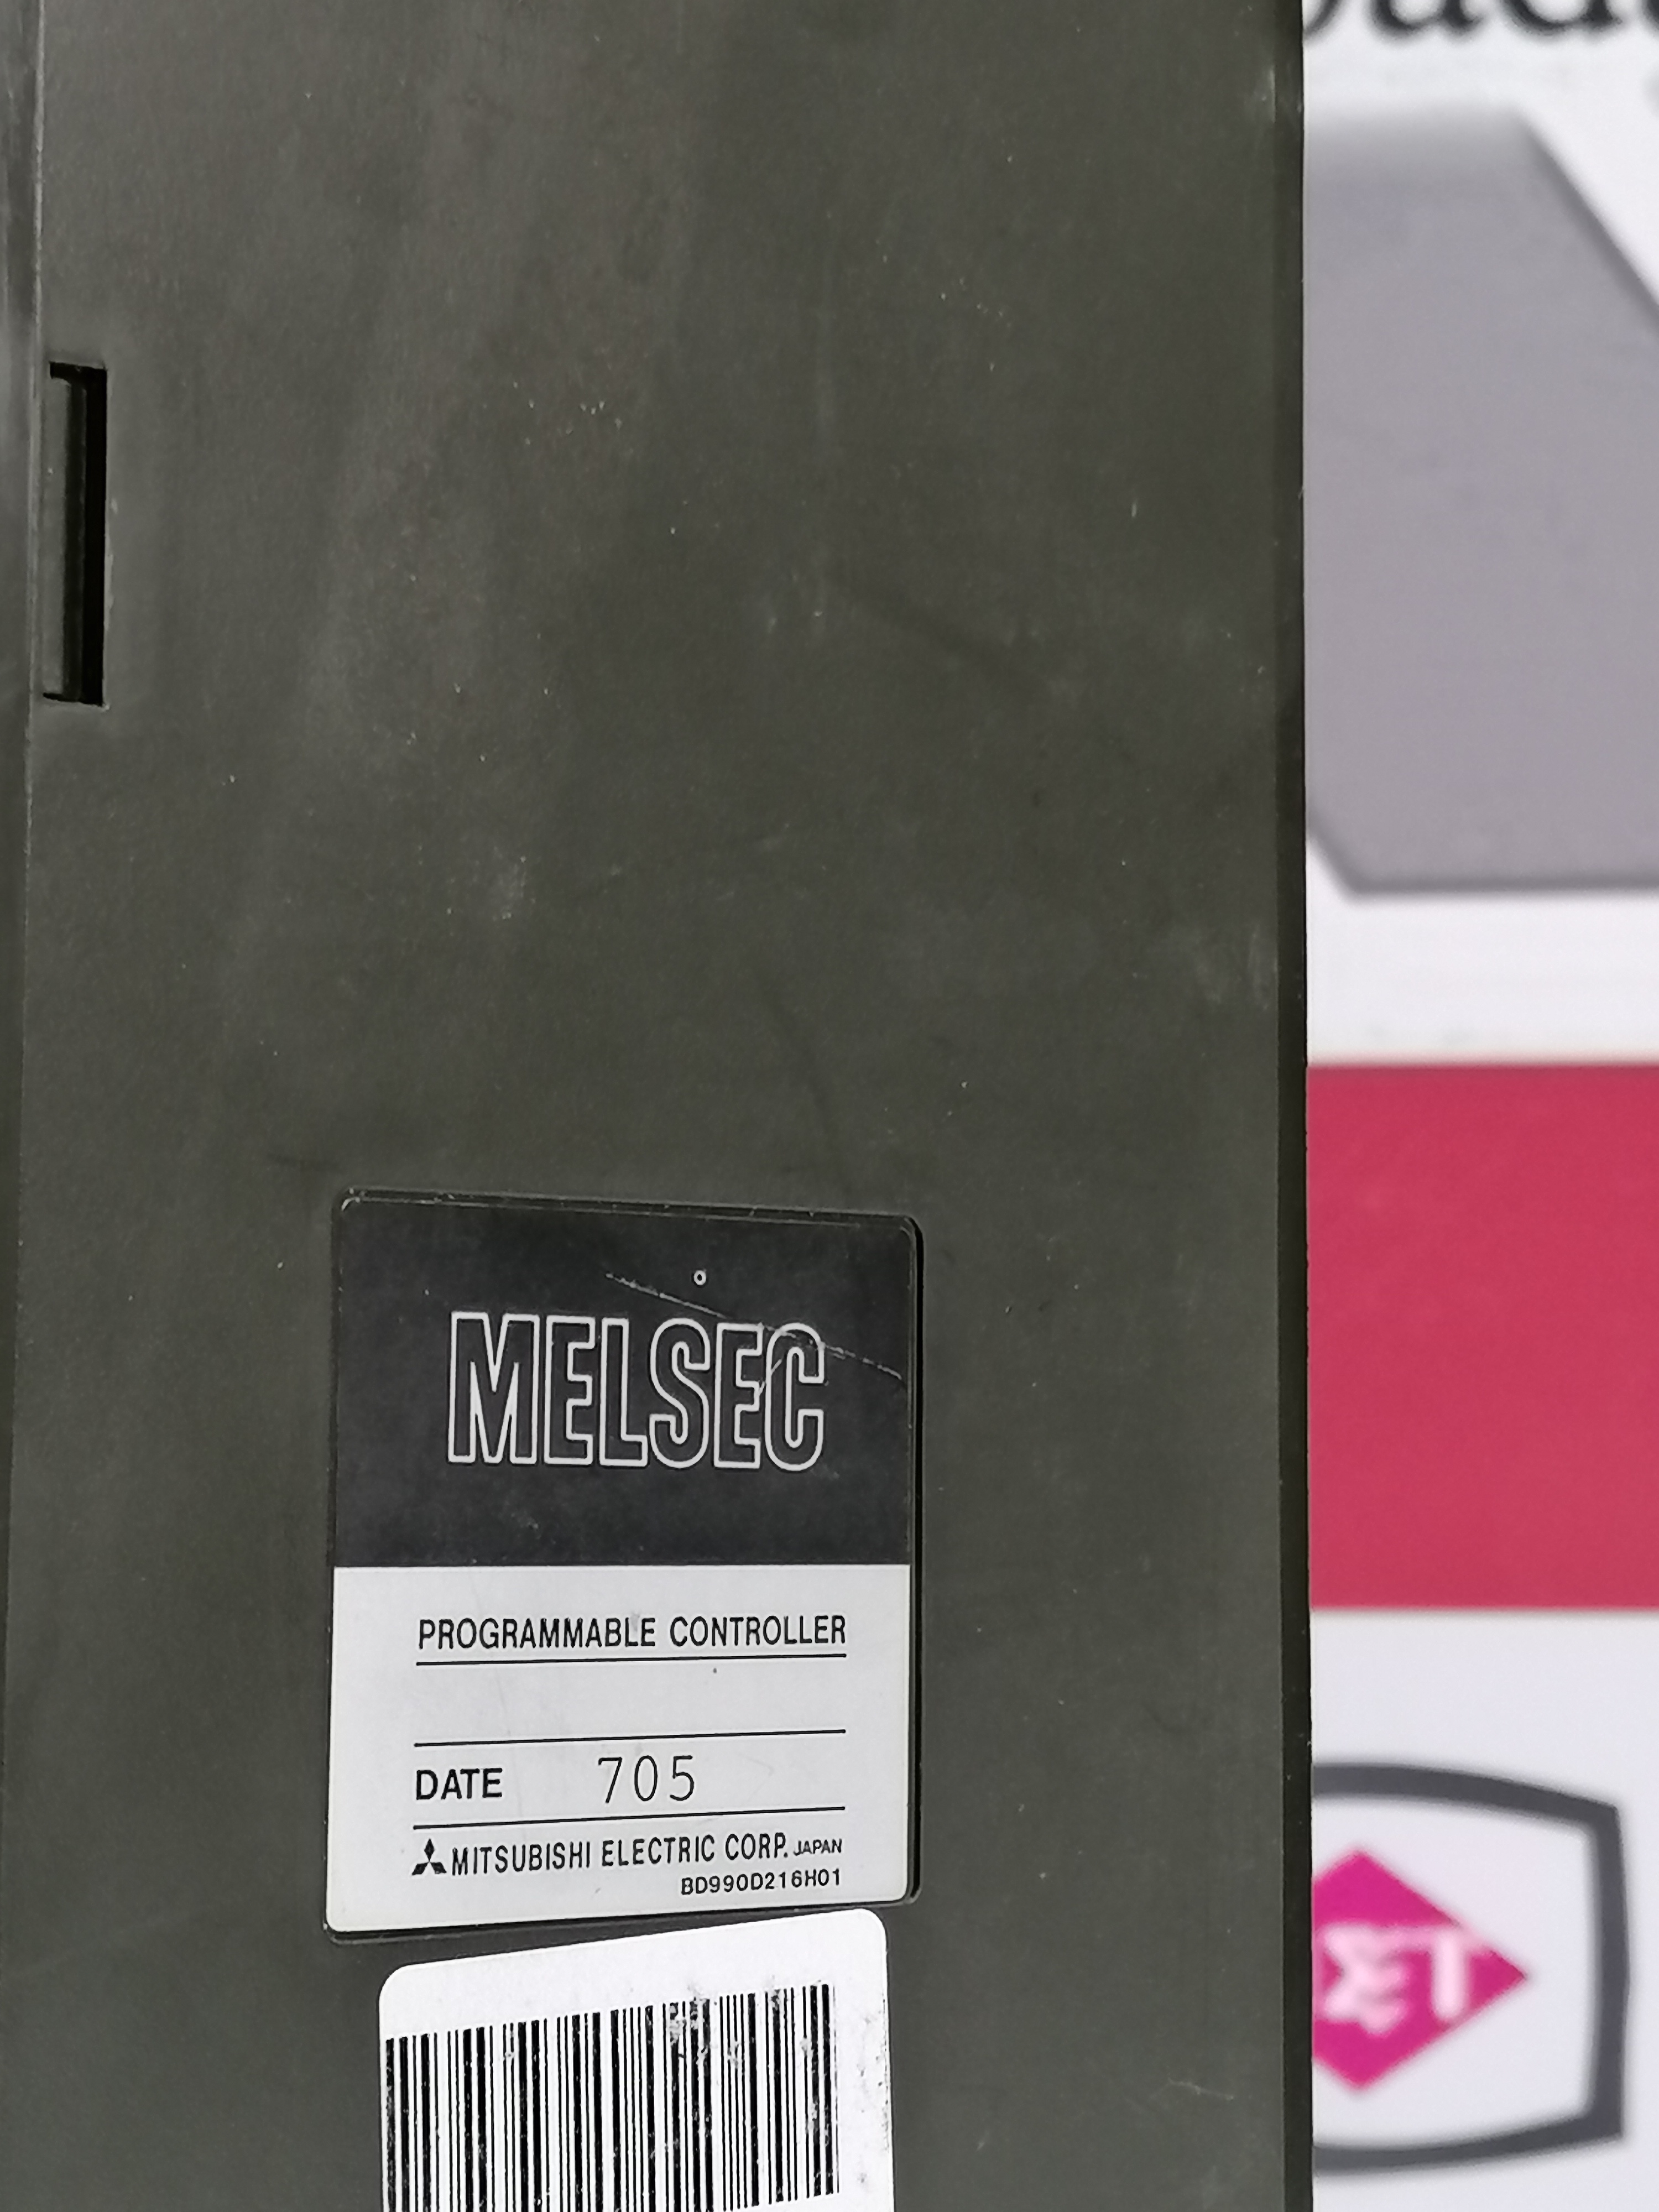 MELSEC
PROGRAMMABLE CONTROLLER
DATE 705
MITSUBISHI ELECTRIC CORP. JAPAN
BD990D216H01